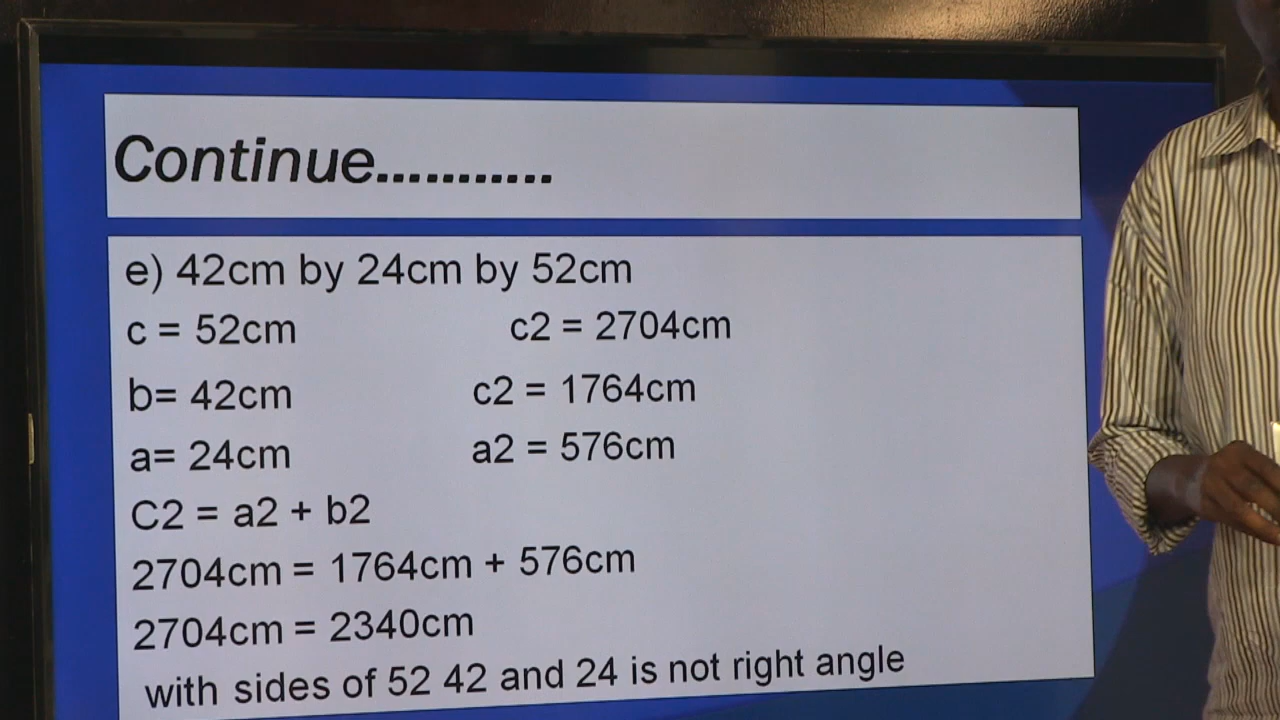 Continue...........
e) 42cm by 24cm by 52cm
c = 52cm c2 = 2704cm
b= 42cm c2 = 1764cm
a= 24cm a2 = 576cm
C2 = a2 + b2
2704cm = 1764cm + 576cm
2704cm = 2340cm
with sides of 52 42 and 24 is not right angle